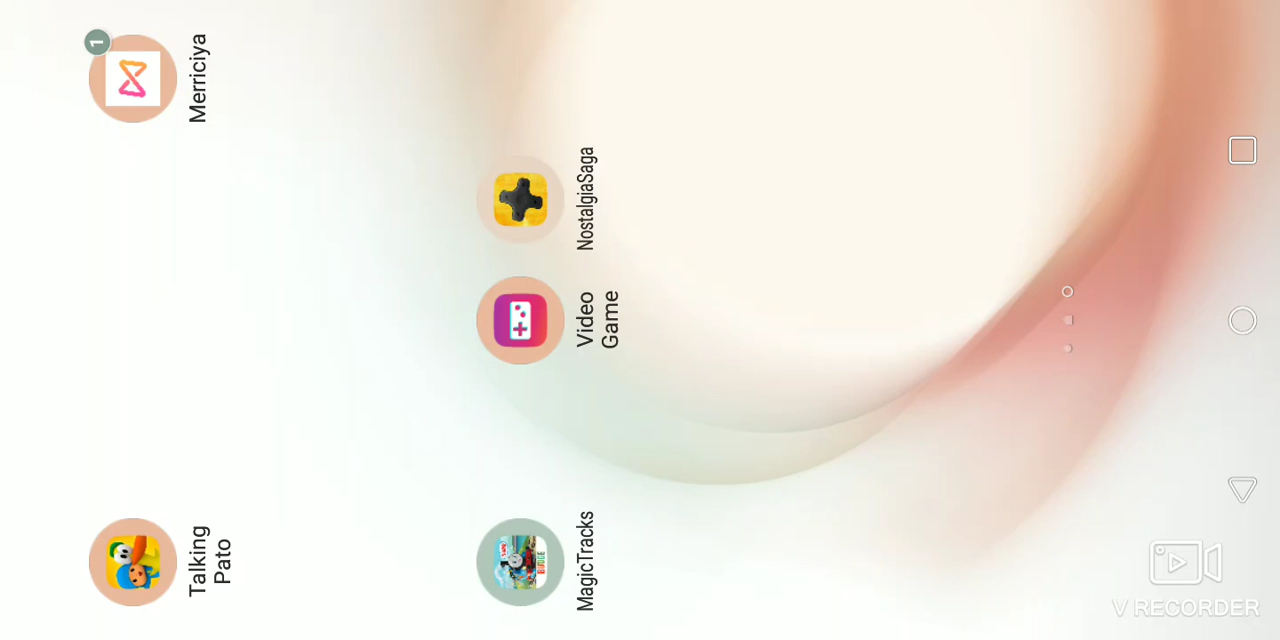 1
Talking
Pato
Merriciya
MagicTracks
Video
Game
NostalgiaSaga
V RECORDER